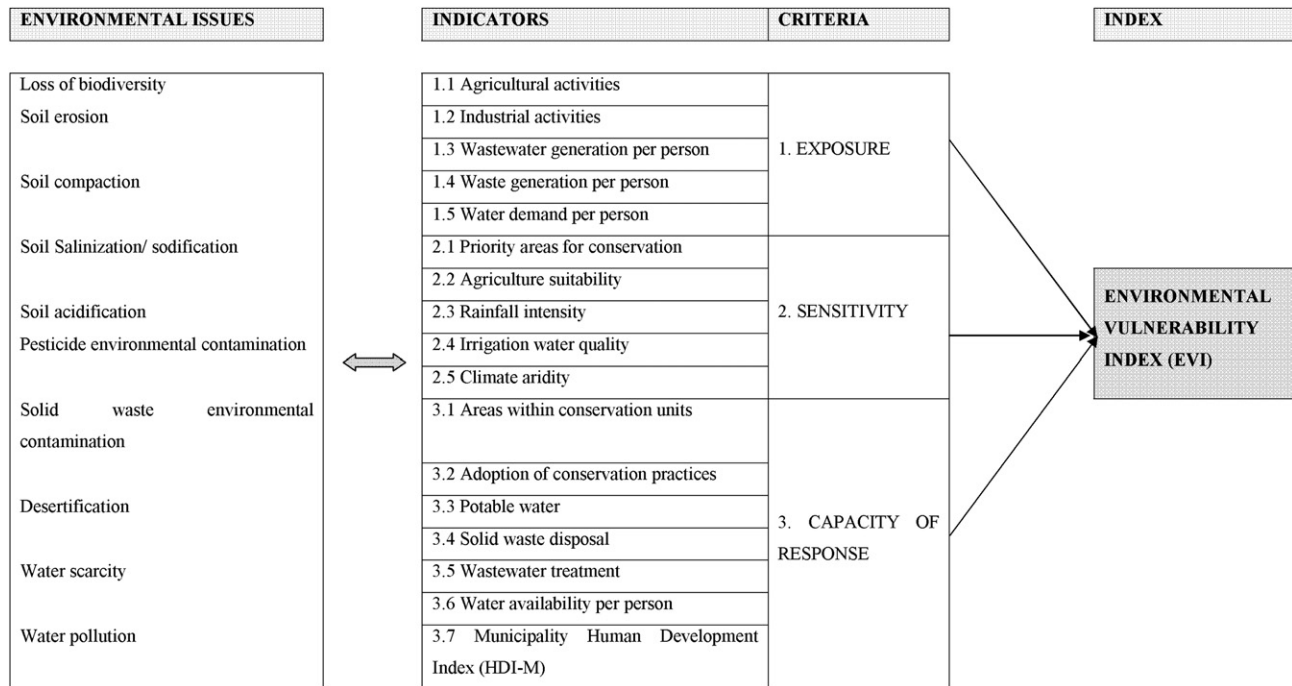 ENVIRONMENTAL ISSUES
INDICATORS
CRITERIA
INDEX
Loss of biodiversity
Soil erosion
Soil compaction
Soil Salinization/ sodification
Soil acidification
Pesticide environmental contamination
Solid waste environmental
contamination
Desertification
Water scarcity
Water pollution
1.1 Agricultural activities
1.2 Industrial activities
1.3 Wastewater generation per person
1.4 Waste generation per person
1.5 Water demand per person
2.1 Priority areas for conservation
2.2 Agriculture suitability
2.3 Rainfall intensity
2.4 Irrigation water quality
2.5 Climate aridity
3.1 Areas within conservation units
3.2 Adoption of conservation practices
3.3 Potable water
3.4 Solid waste disposal
3.5 Wastewater treatment
3.6 Water availability per person
3.7 Municipality Human Development
Index (HDI-M)
1. EXPOSURE
2. SENSITIVITY
3. CAPACITY OF
RESPONSE
ENVIRONMENTAL
VULNERABILITY
INDEX (EVI)